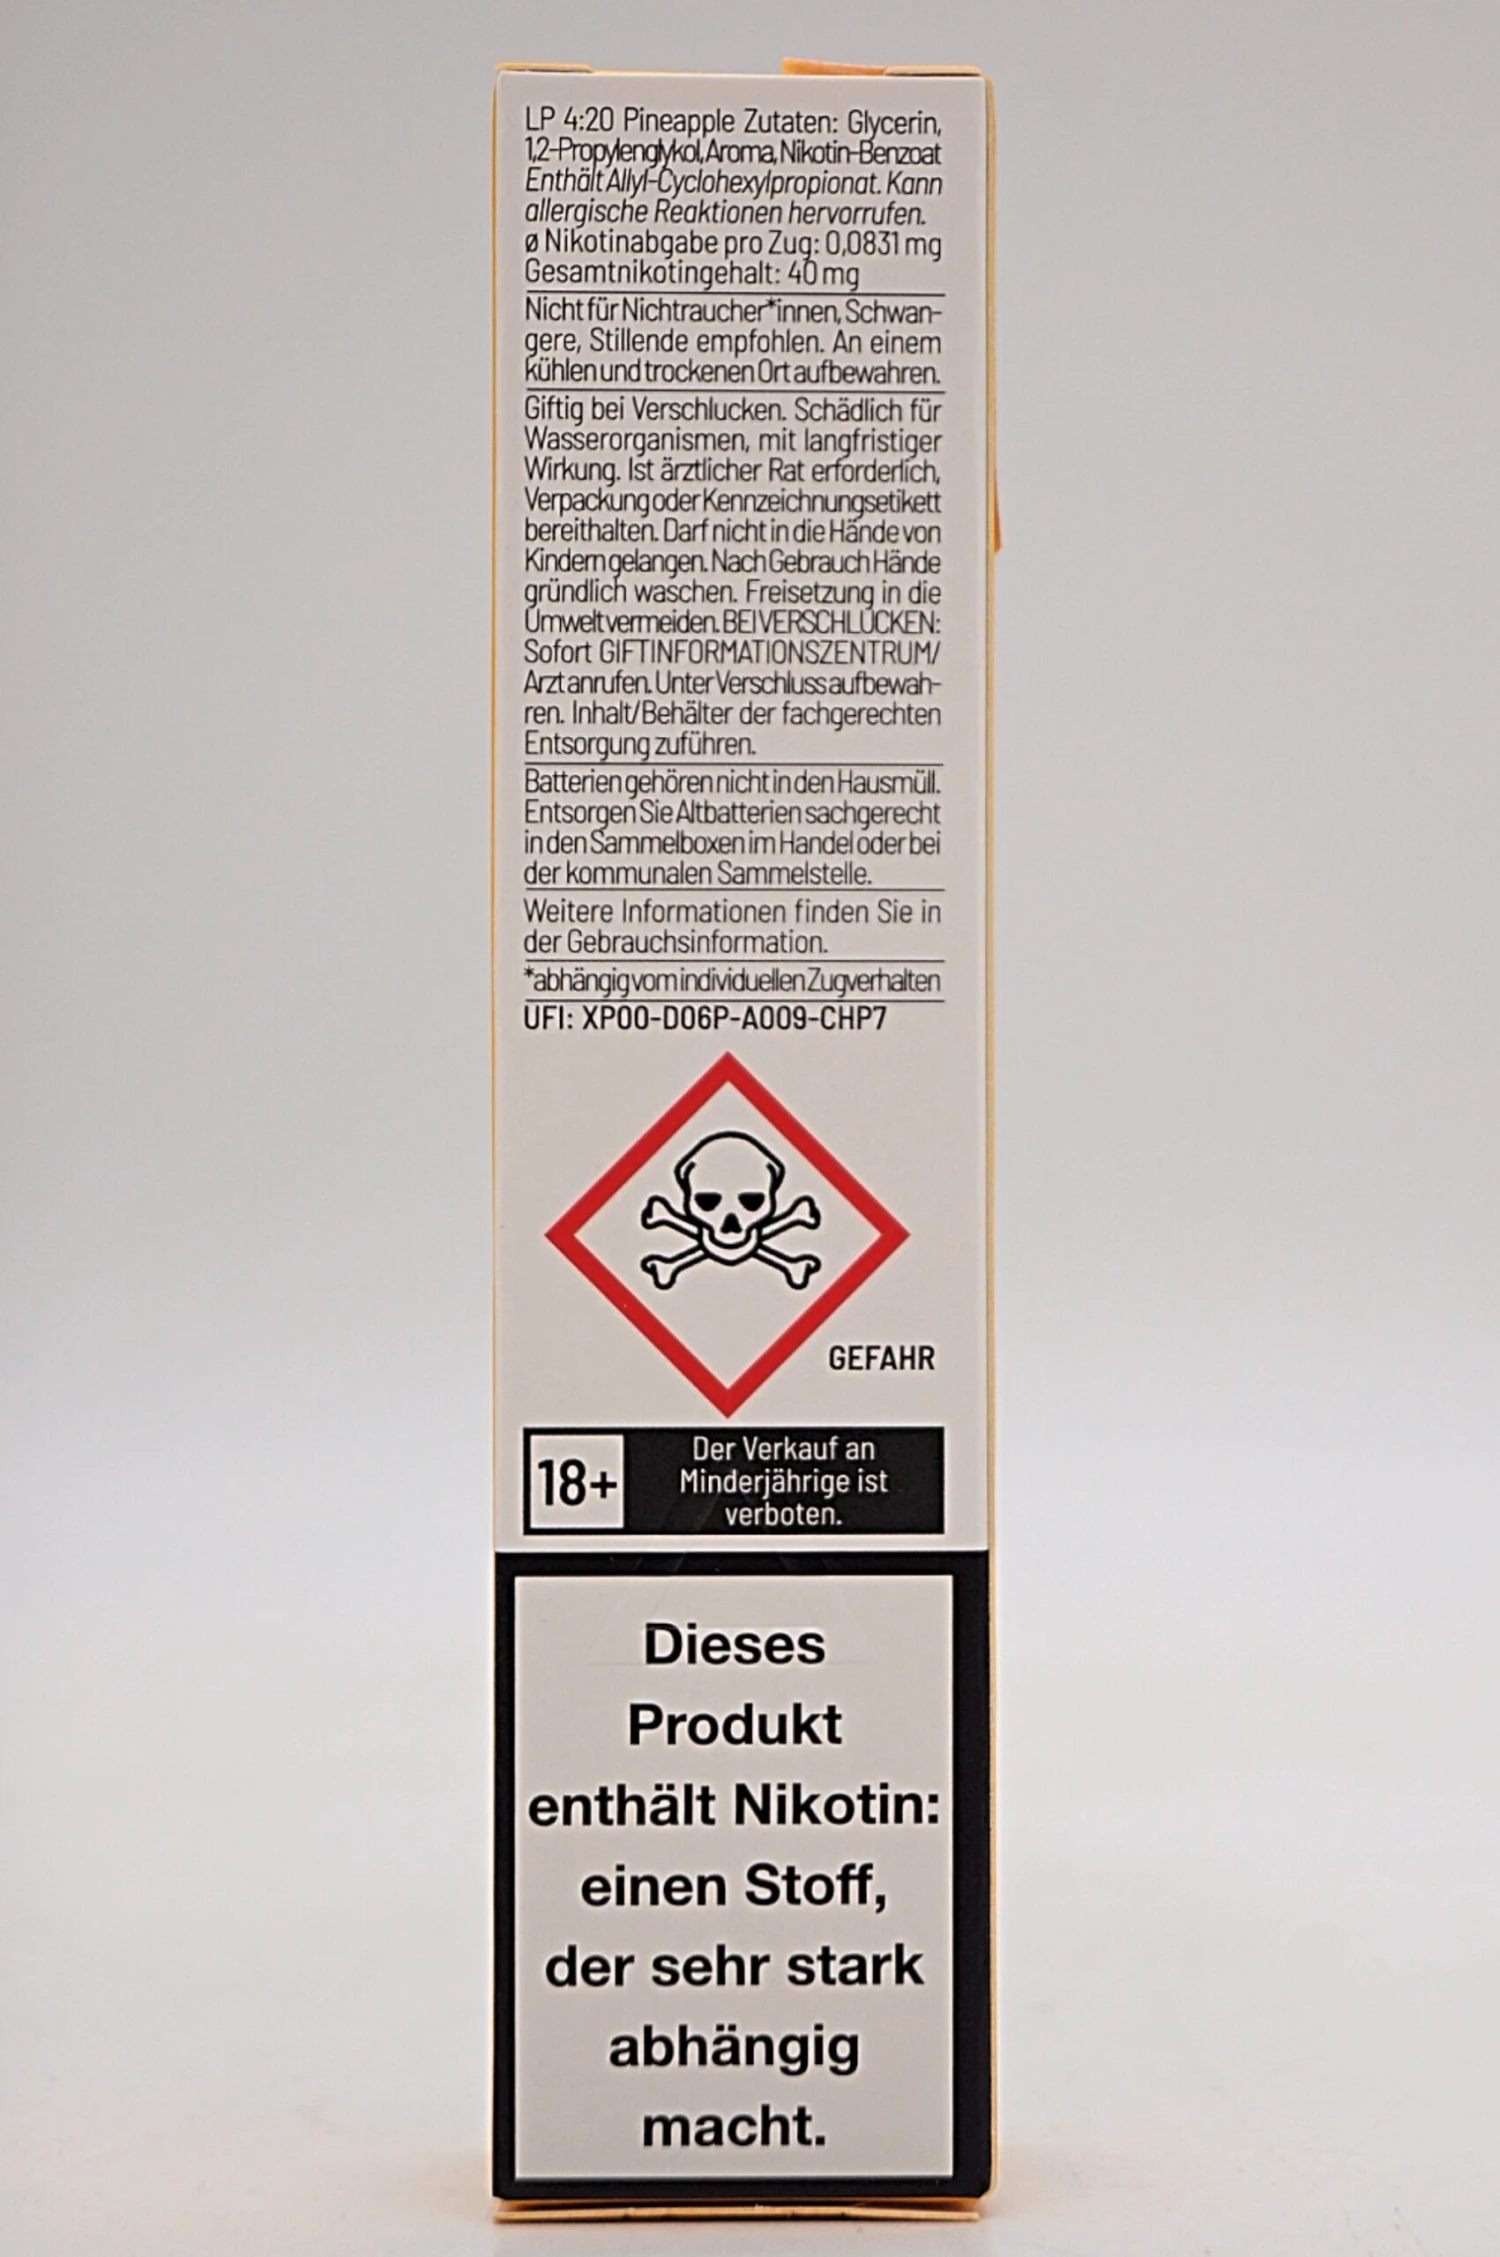 LP 4:20 Pineapple Zutaten: Glycerin,
1,2-Propylenglykol, Aroma, Nikotin-Benzoat
Enthält Allyl-Cyclohexylpropionat. Kann
allergische Reaktionen hervorrufen.
ø Nikotinabgabe pro Zug: 0,0831 mg
Gesamtnikotingehalt: 40 mg
Nicht für Nichtraucher*innen, Schwan-
gere, Stillende empfohlen. An einem
kühlen und trockenen Ort aufbewahren.
Giftig bei Verschlucken. Schädlich für
Wasserorganismen, mit langfristiger
Wirkung. Ist ärztlicher Rat erforderlich,
Verpackung oder Kennzeichnungsetikett
bereithalten. Darf nicht in die Hände von
Kindern gelangen. Nach Gebrauch Hände
gründlich waschen. Freisetzung in die
Umwelt vermeiden. BEI VERSCHLUCKEN:
Sofort GIFTINFORMATIONSZENTRUM/
Arzt anrufen. Unter Verschluss aufbewah-
ren. Inhalt/Behälter der fachgerechten
Entsorgung zuführen.
Batterien gehören nicht in den Hausmüll.
Entsorgen Sie Altbatterien sachgerecht
in den Sammelboxen im Handel oder bei
der kommunalen Sammelstelle.
Weitere Informationen finden Sie in
der Gebrauchsinformation.
*abhängig vom individuellen Zugverhalten
UFI: XP00-D06P-A009-CHP7
GEFAHR
18+
Der Verkauf an
Minderjährige ist
verboten.
Dieses
Produkt
enthält Nikotin:
einen Stoff,
der sehr stark
abhängig
macht.